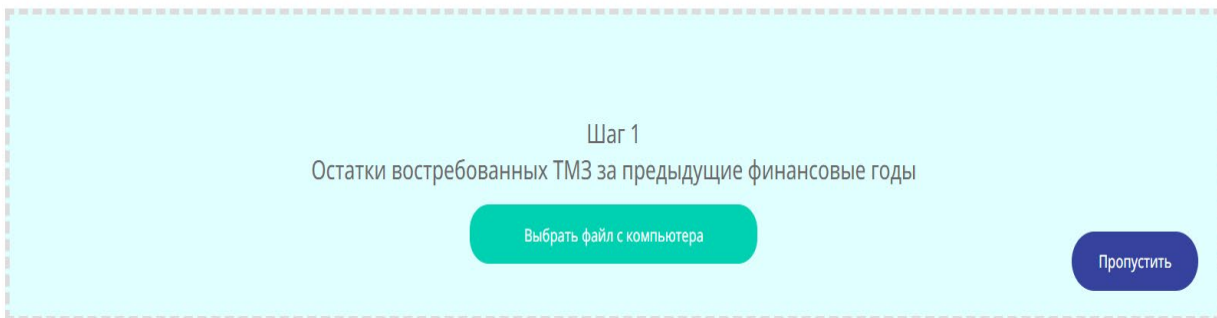 Шаг 1
Остатки востребованных ТМЗ за предыдущие финансовые годы
Выбрать файл с компьютера
Пропустить